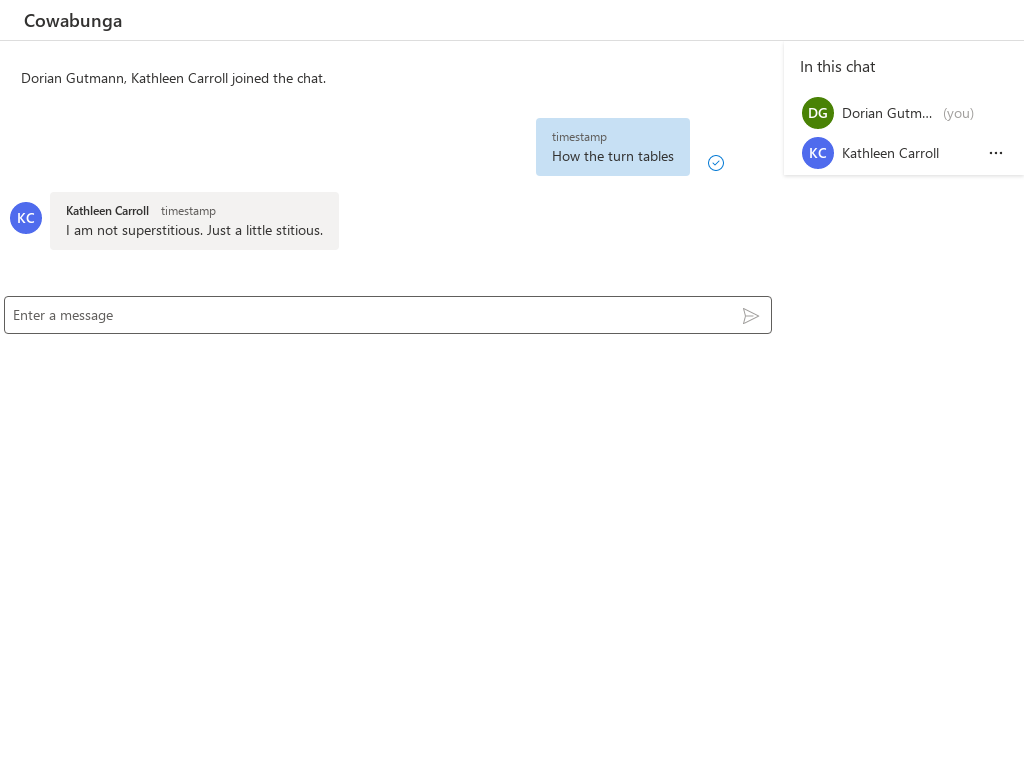 Cowabunga
Dorian Gutmann, Kathleen Carroll joined the chat.
timestamp
How the turn tables
KC
Kathleen Carroll timestamp
I am not superstitious. Just a little stitious.
Enter a message
In this chat
DG Dorian Gutm... (you)
KC Kathleen Carroll